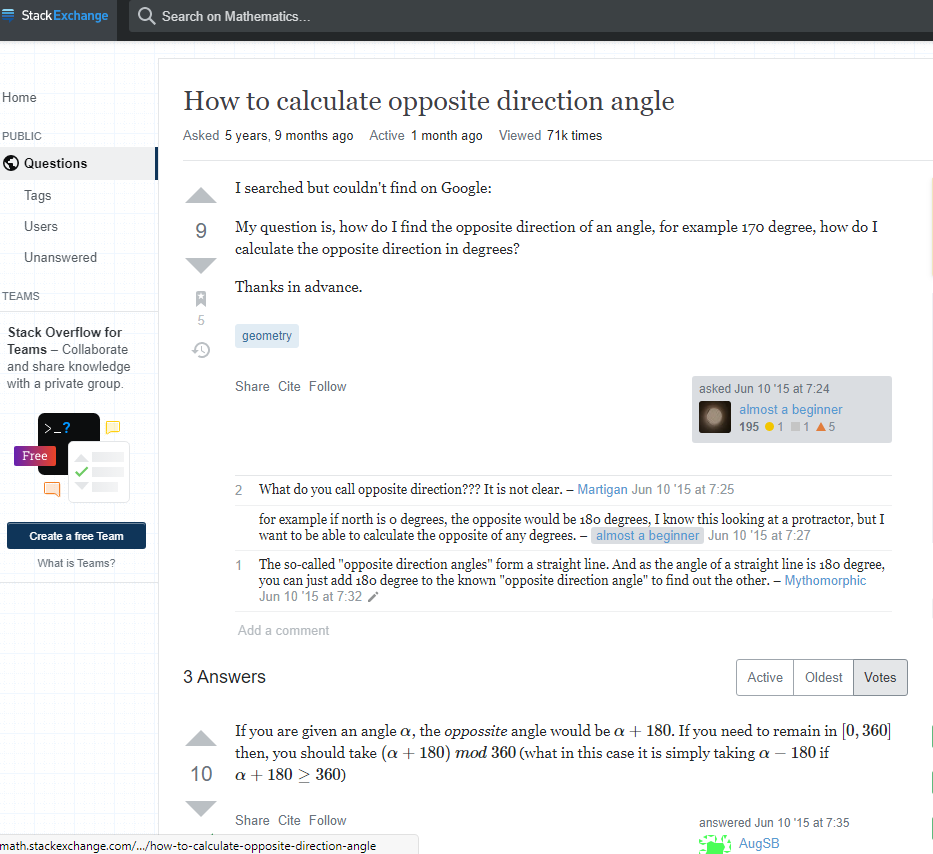 StackExchange
Search on Mathematics...
Home
PUBLIC
Questions
Tags
Users
Unanswered
TEAMS
Stack Overflow for
Teams – Collaborate
and share knowledge
with a private group.
>_?
Free
Create a free Team
What is Teams?
How to calculate opposite direction angle
Asked 5 years, 9 months ago Active 1 month ago Viewed 71k times
9
5
I searched but couldn't find on Google:
My question is, how do I find the opposite direction of an angle, for example 170 degree, how do I
calculate the opposite direction in degrees?
Thanks in advance.
geometry
Share Cite Follow
asked Jun 10 '15 at 7:24
almost a beginner
195 1 1 5
2 What do you call opposite direction??? It is not clear. – Martigan Jun 10 '15 at 7:25
for example if north is 0 degrees, the opposite would be 180 degrees, I know this looking at a protractor, but I
want to be able to calculate the opposite of any degrees. – almost a beginner Jun 10 '15 at 7:27
1 The so-called "opposite direction angles" form a straight line. And as the angle of a straight line is 180 degree,
you can just add 180 degree to the known "opposite direction angle" to find out the other. – Mythomorphic
Jun 10 '15 at 7:32
Add a comment
3 Answers
Active Oldest Votes
10
If you are given an angle α, the oppossite angle would be α + 180. If you need to remain in [0, 360]
then, you should take (α + 180) mod 360 (what in this case it is simply taking α − 180 if
α + 180 ≥ 360)
Share Cite Follow
answered Jun 10 '15 at 7:35
AugSB
math.stackexchange.com/.../how-to-calculate-opposite-direction-angle